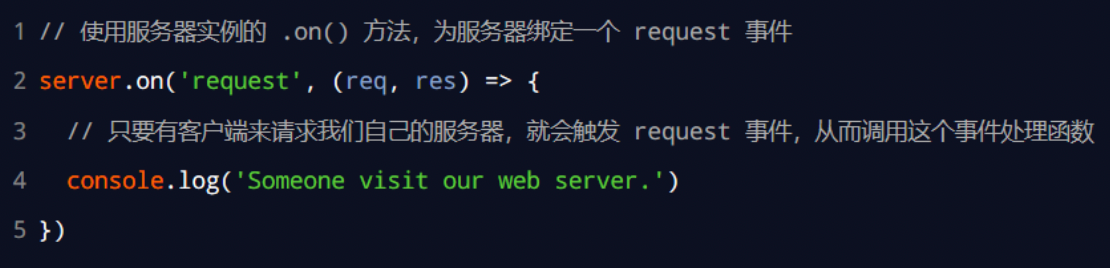 1 // 使用服务器实例的 .on() 方法，为服务器绑定一个 request 事件
2 server.on('request', (req, res) => {
3   // 只要有客户端来请求我们自己的服务器，就会触发 request 事件，从而调用这个事件处理函数
4   console.log('Someone visit our web server.')
5 })